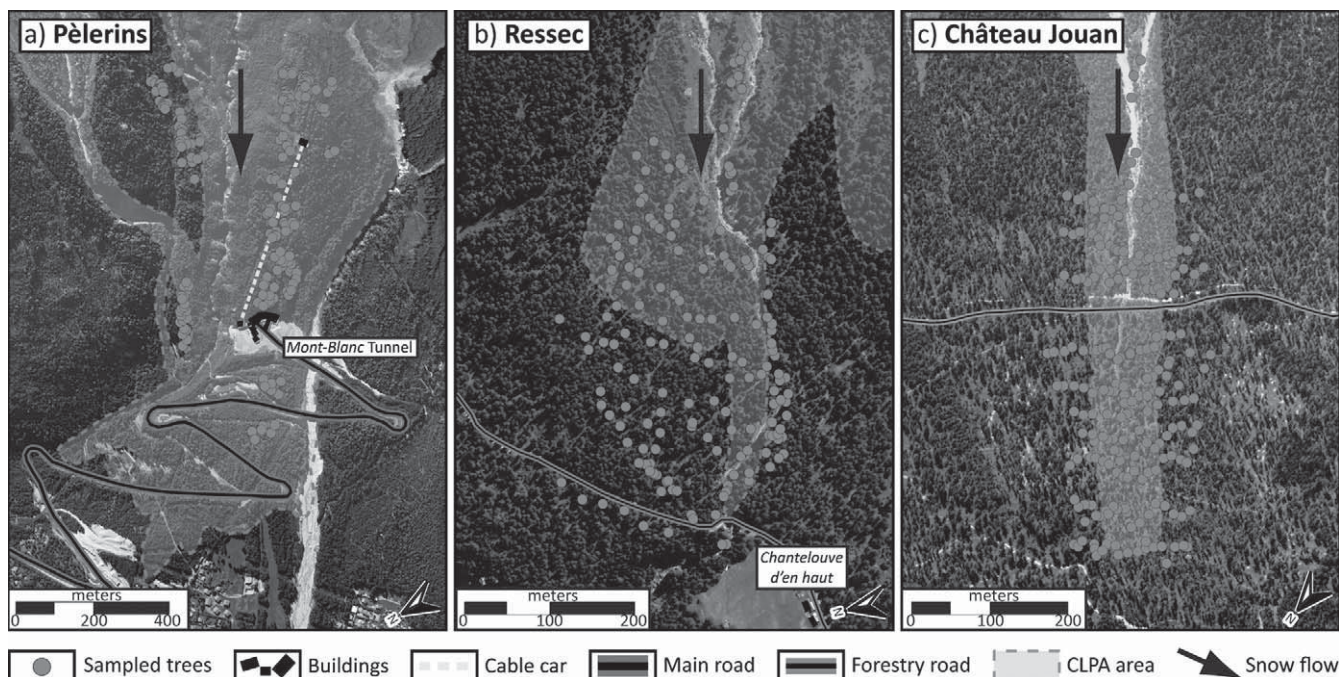 a) Pèlerins
b) Ressec
c) Château Jouan
Mont-Blanc Tunnel
Chantelouve
d'en haut
meters
0 200 400
N
meters
0 100 200
N
meters
0 100 200
N
Sampled trees Buildings Cable car Main road Forestry road CLPA area Snow flow